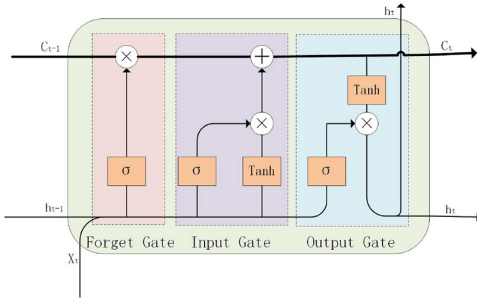 hₜ
Cₜ₋₁
Cₜ
×
+
Tanh
×
×
σ
σ
Tanh
σ
hₜ₋₁
hₜ
Forget Gate
Input Gate
Output Gate
Xₜ